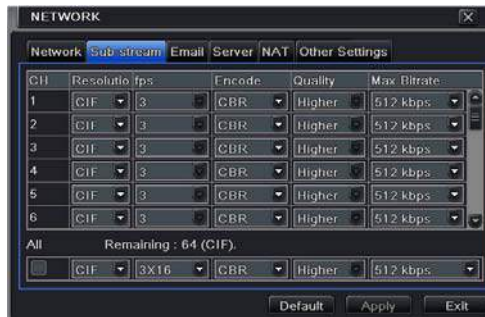 NETWORK
Network Sub-stream Email Server NAT Other Settings
CH Resolutio fps Encode Quality Max Bitrate
1 CIF 3 CBR Higher 512 kbps
2 CIF 3 CBR Higher 512 kbps
3 CIF 3 CBR Higher 512 kbps
4 CIF 3 CBR Higher 512 kbps
5 CIF 3 CBR Higher 512 kbps
6 CIF 3 CBR Higher 512 kbps
All Remaining : 64 (CIF).
CIF 3X16 CBR Higher 512 kbps
Default Apply Exit